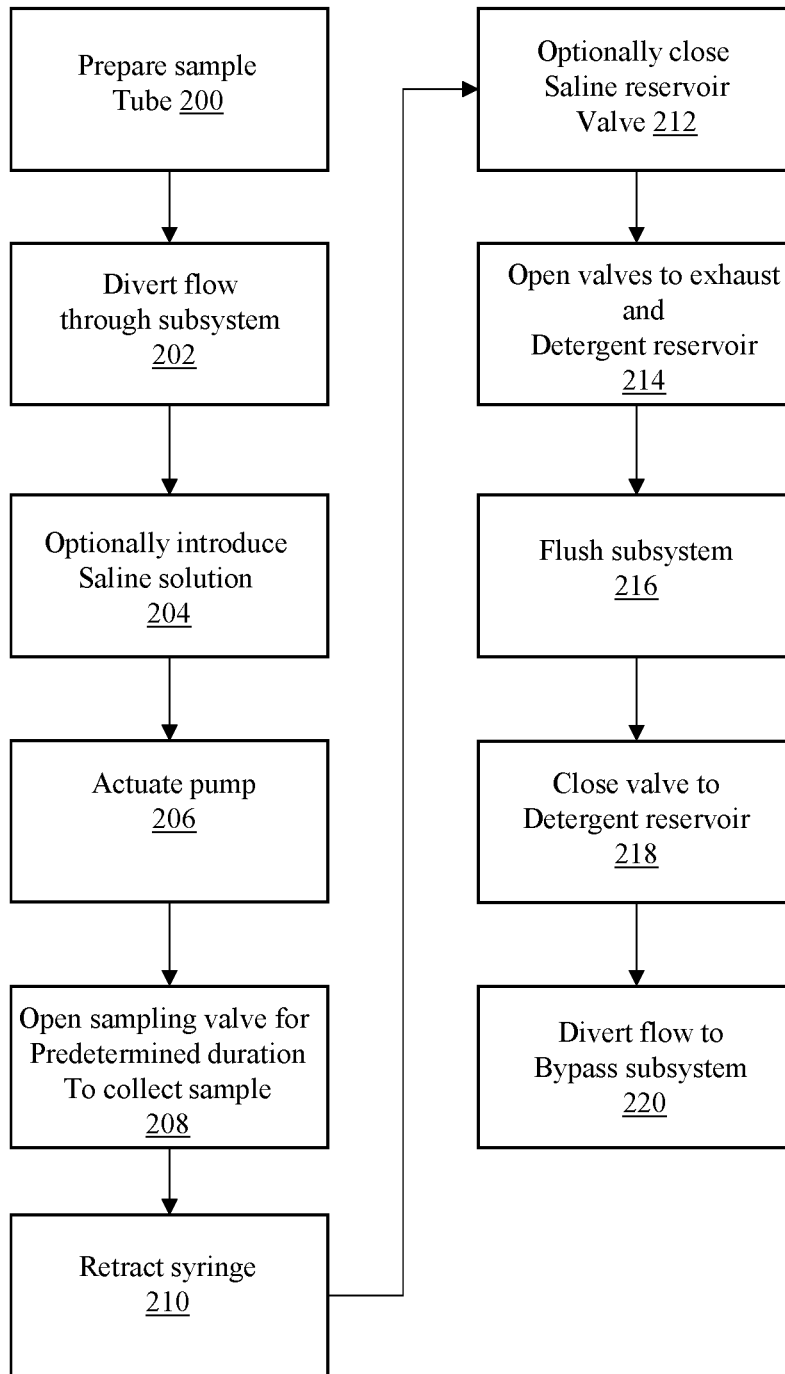 Prepare sample
Tube 200
Divert flow
through subsystem
202
Optionally introduce
Saline solution
204
Actuate pump
206
Open sampling valve for
Predetermined duration
To collect sample
208
Retract syringe
210
Optionally close
Saline reservoir
Valve 212
Open valves to exhaust
and
Detergent reservoir
214
Flush subsystem
216
Close valve to
Detergent reservoir
218
Divert flow to
Bypass subsystem
220